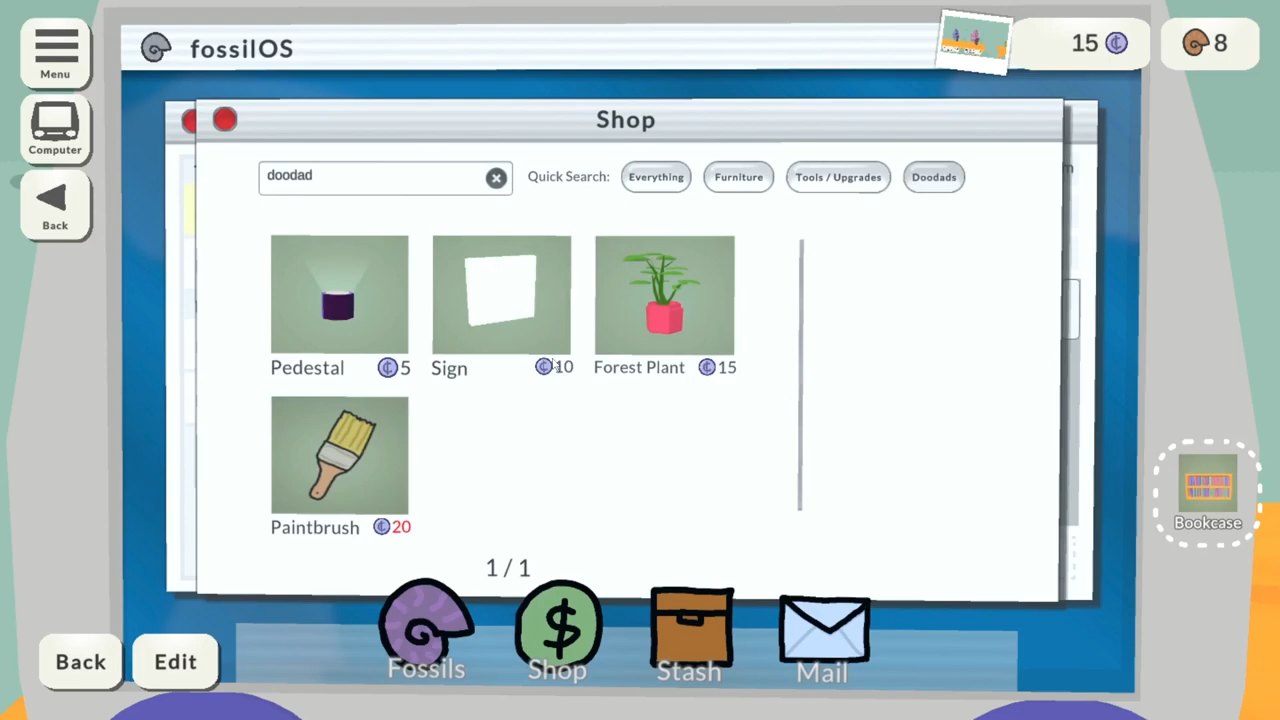 Menu
fossilOS
15
8
Computer
Shop
doodad
Quick Search:
Everything
Furniture
Tools / Upgrades
Doodads
Back
Pedestal
5
Sign
10
Forest Plant
15
Bookcase
Paintbrush
20
1 / 1
Back
Edit
Fossils
Shop
Stash
Mail